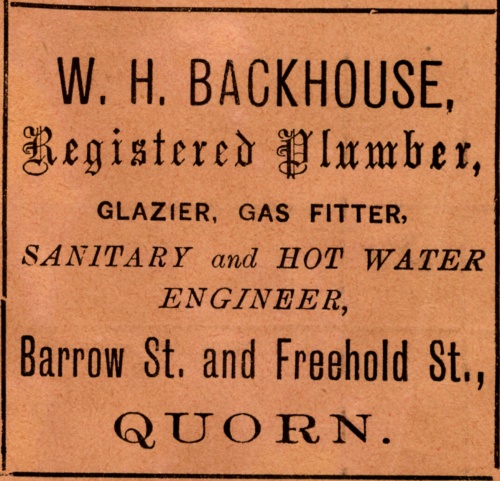 W. H. BACKHOUSE,
Registered Plumber,
GLAZIER, GAS FITTER,
SANITARY and HOT WATER
ENGINEER,
Barrow St. and Freehold St.,
QUORN.